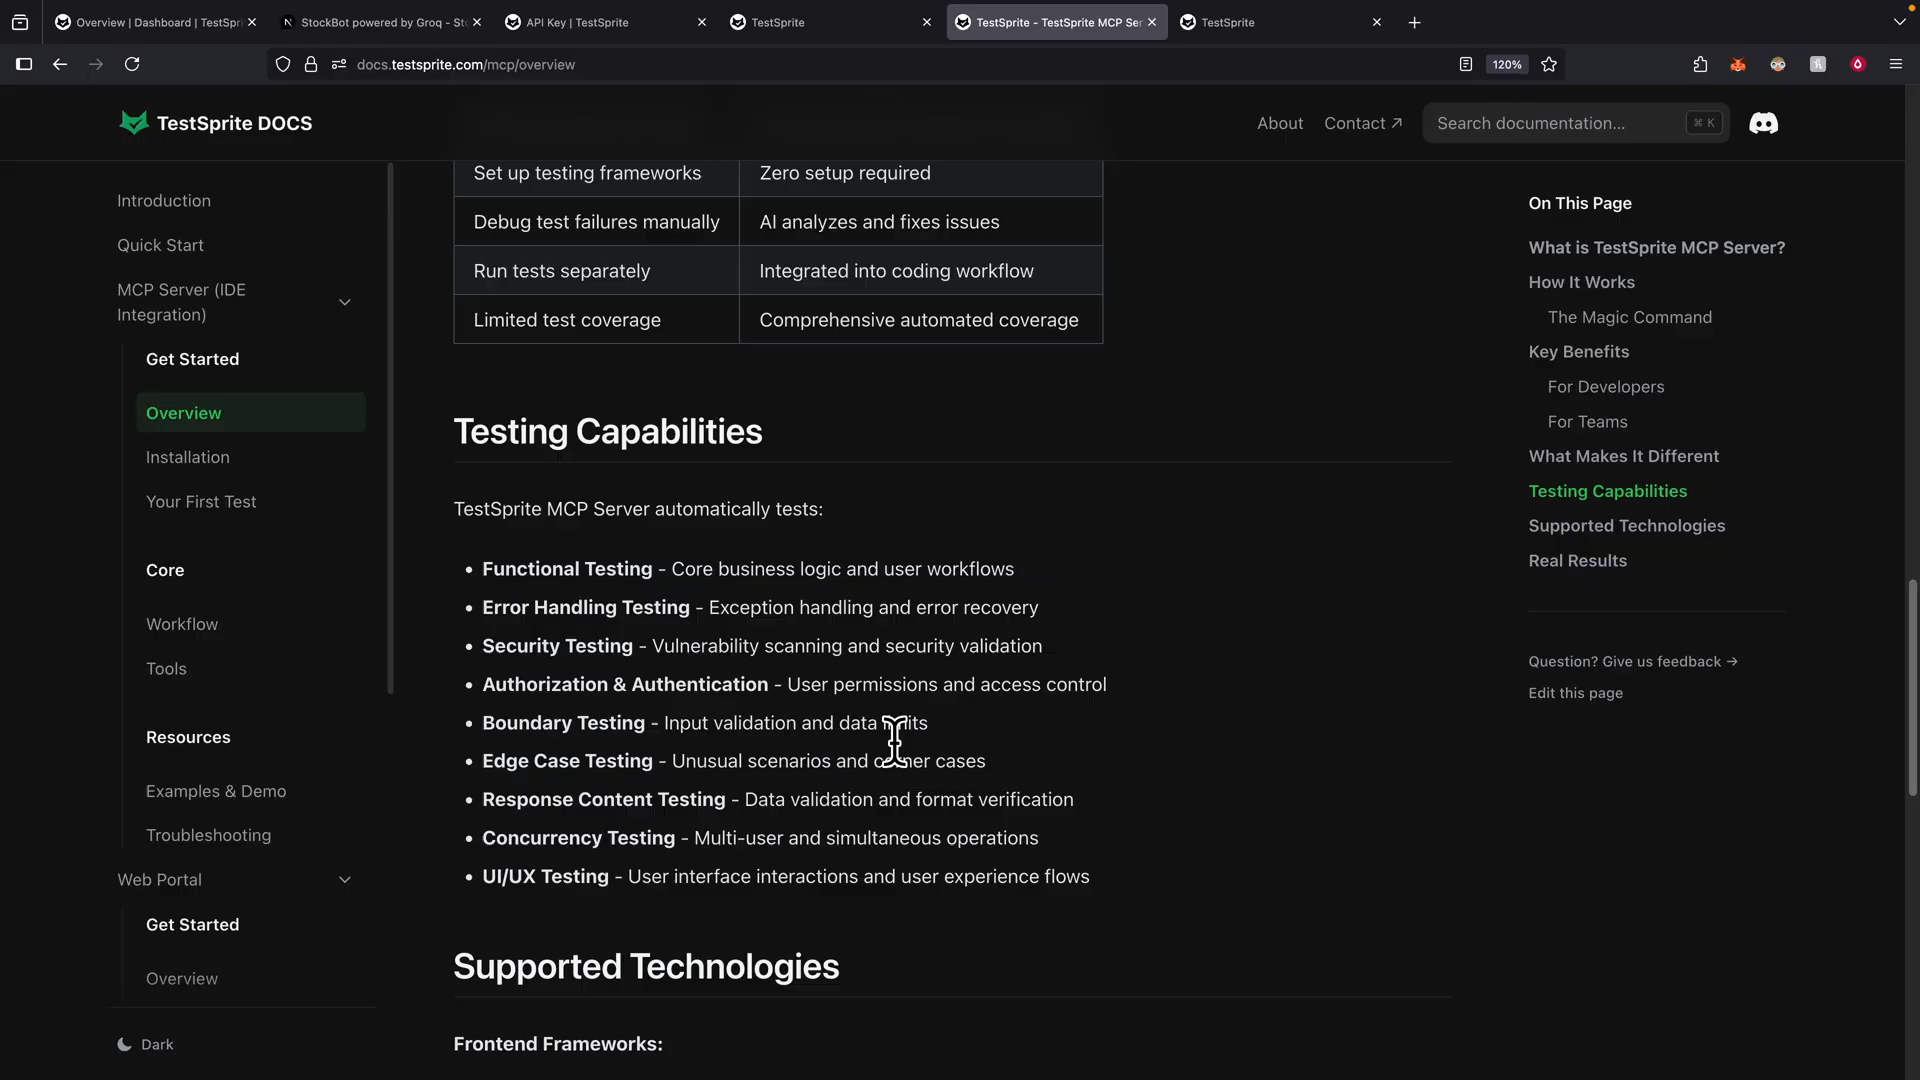 Overview | Dashboard | TestSpri
StockBot powered by Groq - Sto
API Key | TestSprite
TestSprite
TestSprite - TestSprite MCP Ser
TestSprite
docs.testsprite.com/mcp/overview
120%
TestSprite DOCS
About
Contact ↗
Search documentation...
⌘ K
Introduction
Quick Start
MCP Server (IDE
Integration)
Get Started
Overview
Installation
Your First Test
Core
Workflow
Tools
Resources
Examples & Demo
Troubleshooting
Web Portal
Get Started
Overview
Dark
Set up testing frameworks
Zero setup required
Debug test failures manually
AI analyzes and fixes issues
Run tests separately
Integrated into coding workflow
Limited test coverage
Comprehensive automated coverage
Testing Capabilities
TestSprite MCP Server automatically tests:
• Functional Testing - Core business logic and user workflows
• Error Handling Testing - Exception handling and error recovery
• Security Testing - Vulnerability scanning and security validation
• Authorization & Authentication - User permissions and access control
• Boundary Testing - Input validation and data limits
• Edge Case Testing - Unusual scenarios and corner cases
• Response Content Testing - Data validation and format verification
• Concurrency Testing - Multi-user and simultaneous operations
• UI/UX Testing - User interface interactions and user experience flows
Supported Technologies
Frontend Frameworks:
On This Page
What is TestSprite MCP Server?
How It Works
The Magic Command
Key Benefits
For Developers
For Teams
What Makes It Different
Testing Capabilities
Supported Technologies
Real Results
Question? Give us feedback →
Edit this page